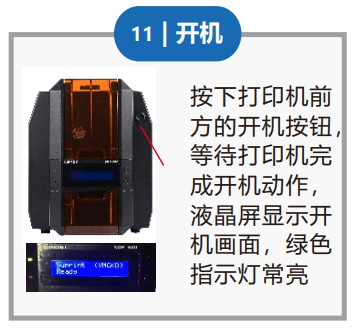 11 | 开机
按下打印机前
方的开机按钮，
等待打印机完
成开机动作，
液晶屏显示开
机画面，绿色
指示灯常亮
Ready